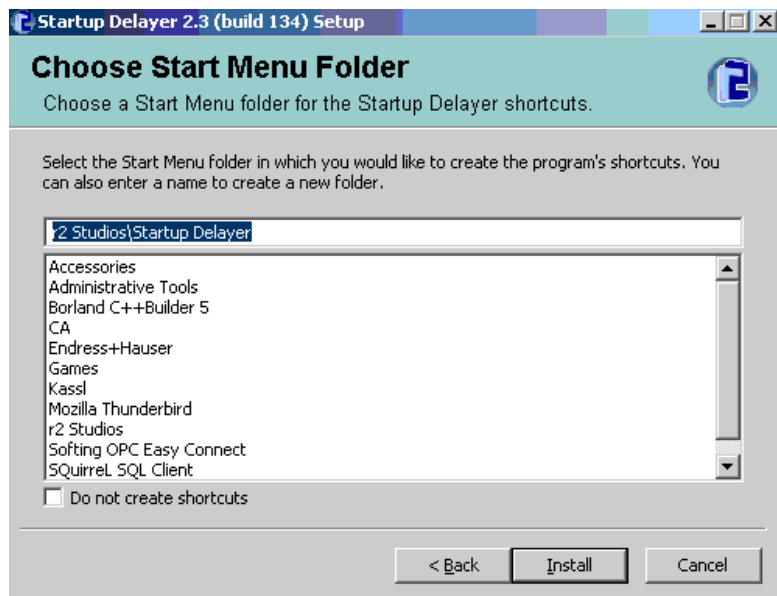 Startup Delayer 2.3 (build 134) Setup
Choose Start Menu Folder
Choose a Start Menu folder for the Startup Delayer shortcuts.
Select the Start Menu folder in which you would like to create the program's shortcuts. You
can also enter a name to create a new folder.
r2 Studios\Startup Delayer
Accessories
Administrative Tools
Borland C++Builder 5
CA
Endress+Hauser
Games
Kassl
Mozilla Thunderbird
r2 Studios
Softing OPC Easy Connect
SQuirreL SQL Client
Do not create shortcuts
< Back Install Cancel